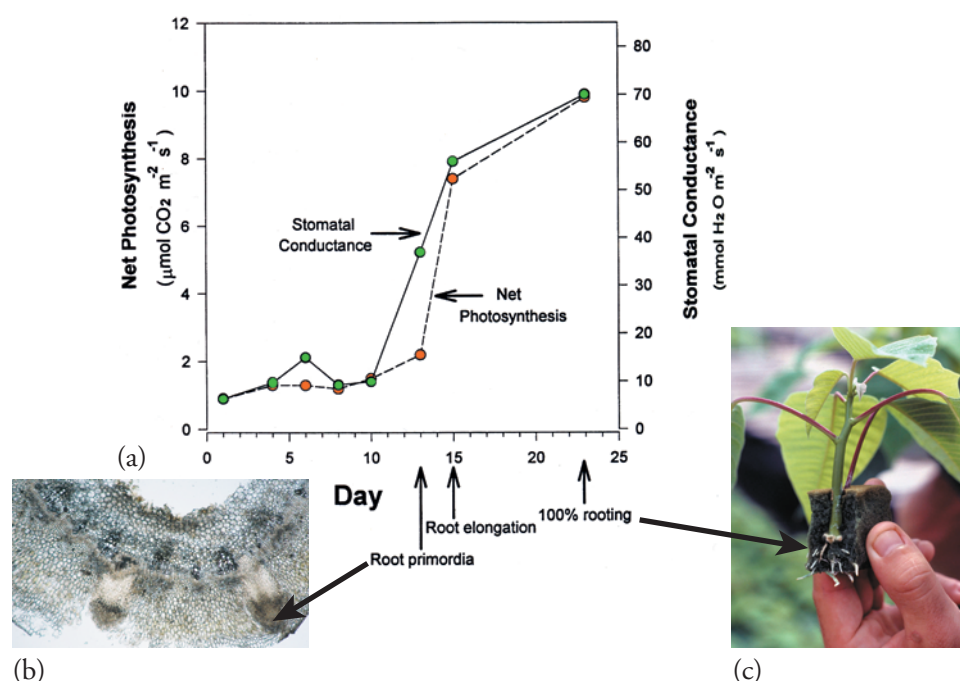 12
10
8
6
4
2
0
Net Photosynthesis
(μmol CO2 m-2 s-1)
80
70
60
50
40
30
20
10
0
Stomatal Conductance
(mmol H2O m-2 s-1)
Stomatal
Conductance
Net
Photosynthesis
(a)
0 5 10 15 20 25
Day
Root elongation
100% rooting
Root primordia
(b)
(c)